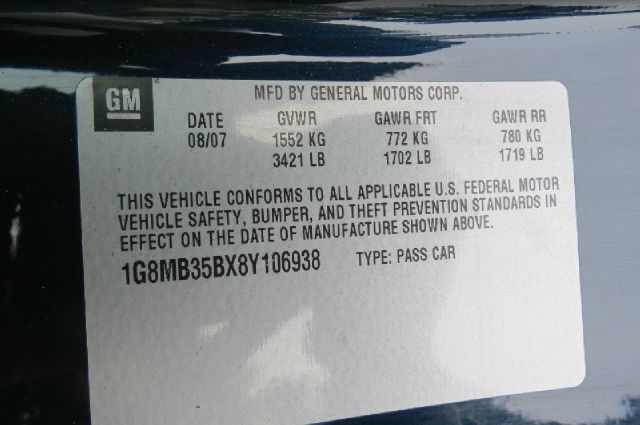 GM
MFD BY GENERAL MOTORS CORP.
DATE GVWR GAWR FRT GAWR RR
08/07 1552 KG 772 KG 780 KG
3421 LB 1702 LB 1719 LB
THIS VEHICLE CONFORMS TO ALL APPLICABLE U.S. FEDERAL MOTOR
VEHICLE SAFETY, BUMPER, AND THEFT PREVENTION STANDARDS IN
EFFECT ON THE DATE OF MANUFACTURE SHOWN ABOVE.
1G8MB35BX8Y106938 TYPE: PASS CAR